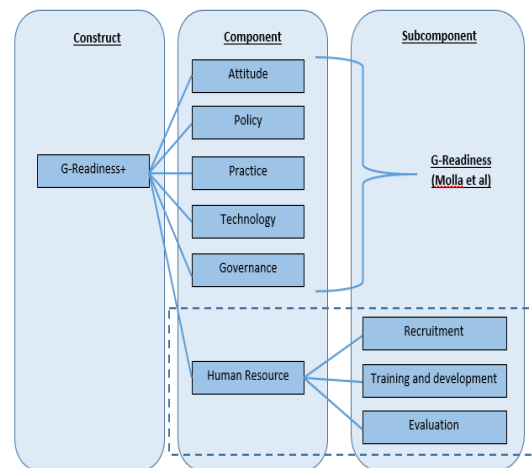 Construct
Component
Subcomponent
Attitude
Policy
G-Readiness+
Practice
G-Readiness
(Molla et al)
Technology
Governance
Recruitment
Human Resource
Training and development
Evaluation